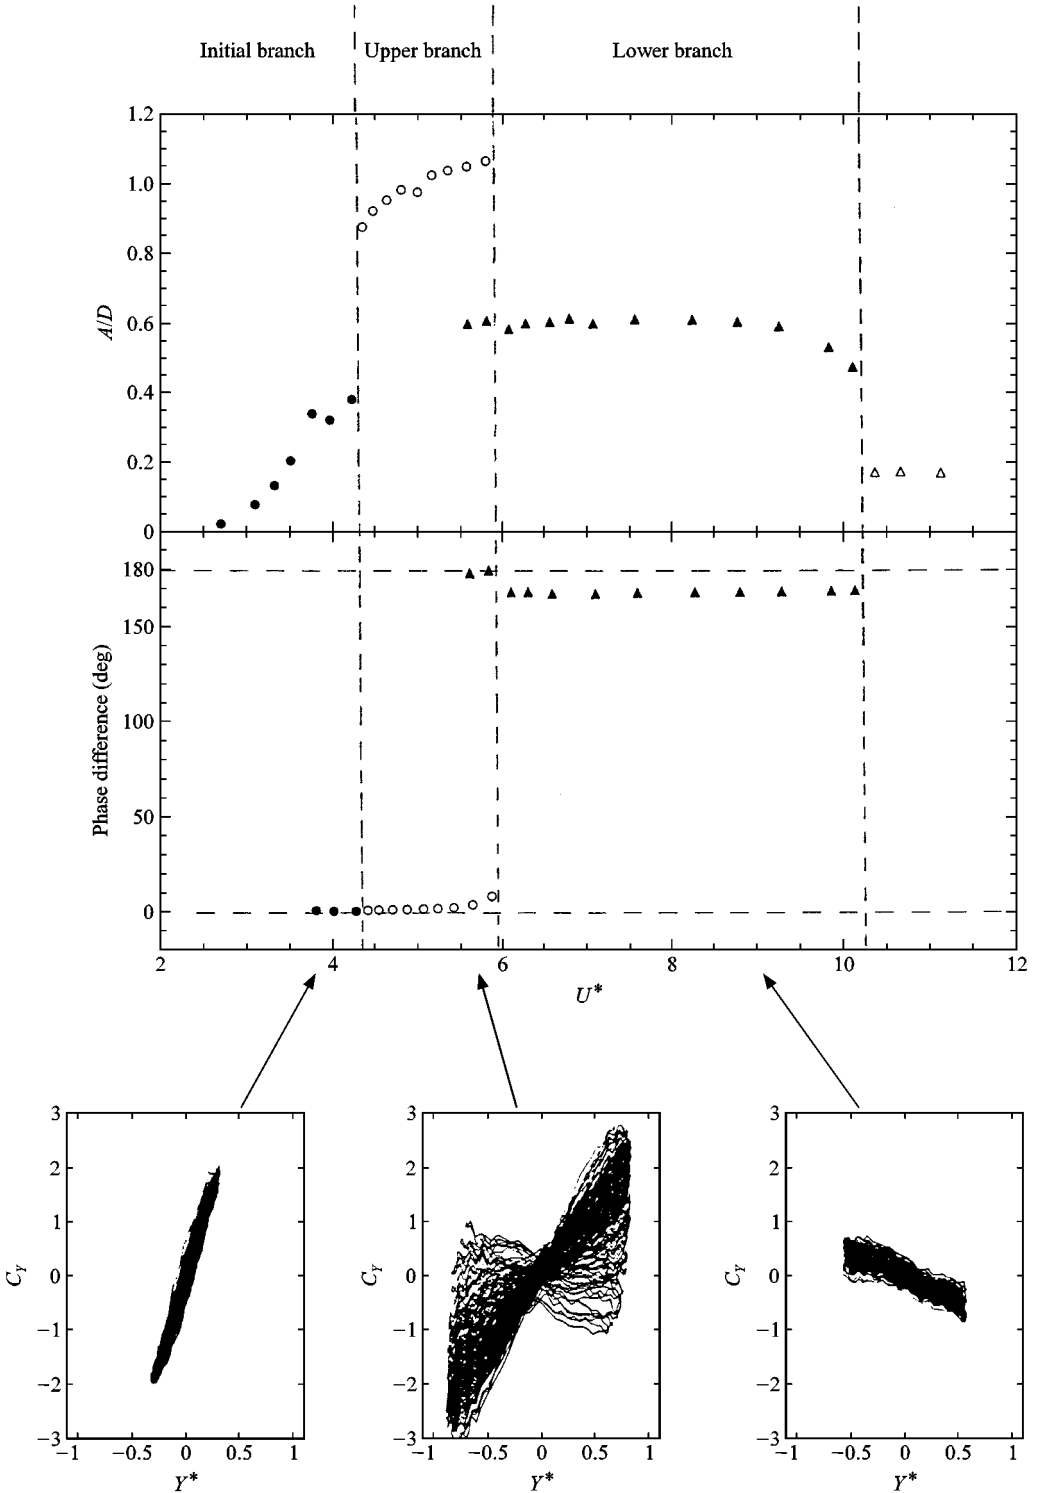 Initial branch Upper branch Lower branch
1.2
1.0
0.8
A/D
0.6
0.4
0.2
0
180
150
Phase difference (deg)
100
50
0
2 4 6 8 10 12
U*
3 3 3
2 2 2
1 1 1
C_Y 0 C_Y 0 C_Y 0
−1 −1 −1
−2 −2 −2
−3 −3 −3
−1 −0.5 0 0.5 1 −1 −0.5 0 0.5 1 −1 −0.5 0 0.5 1
Y* Y* Y*